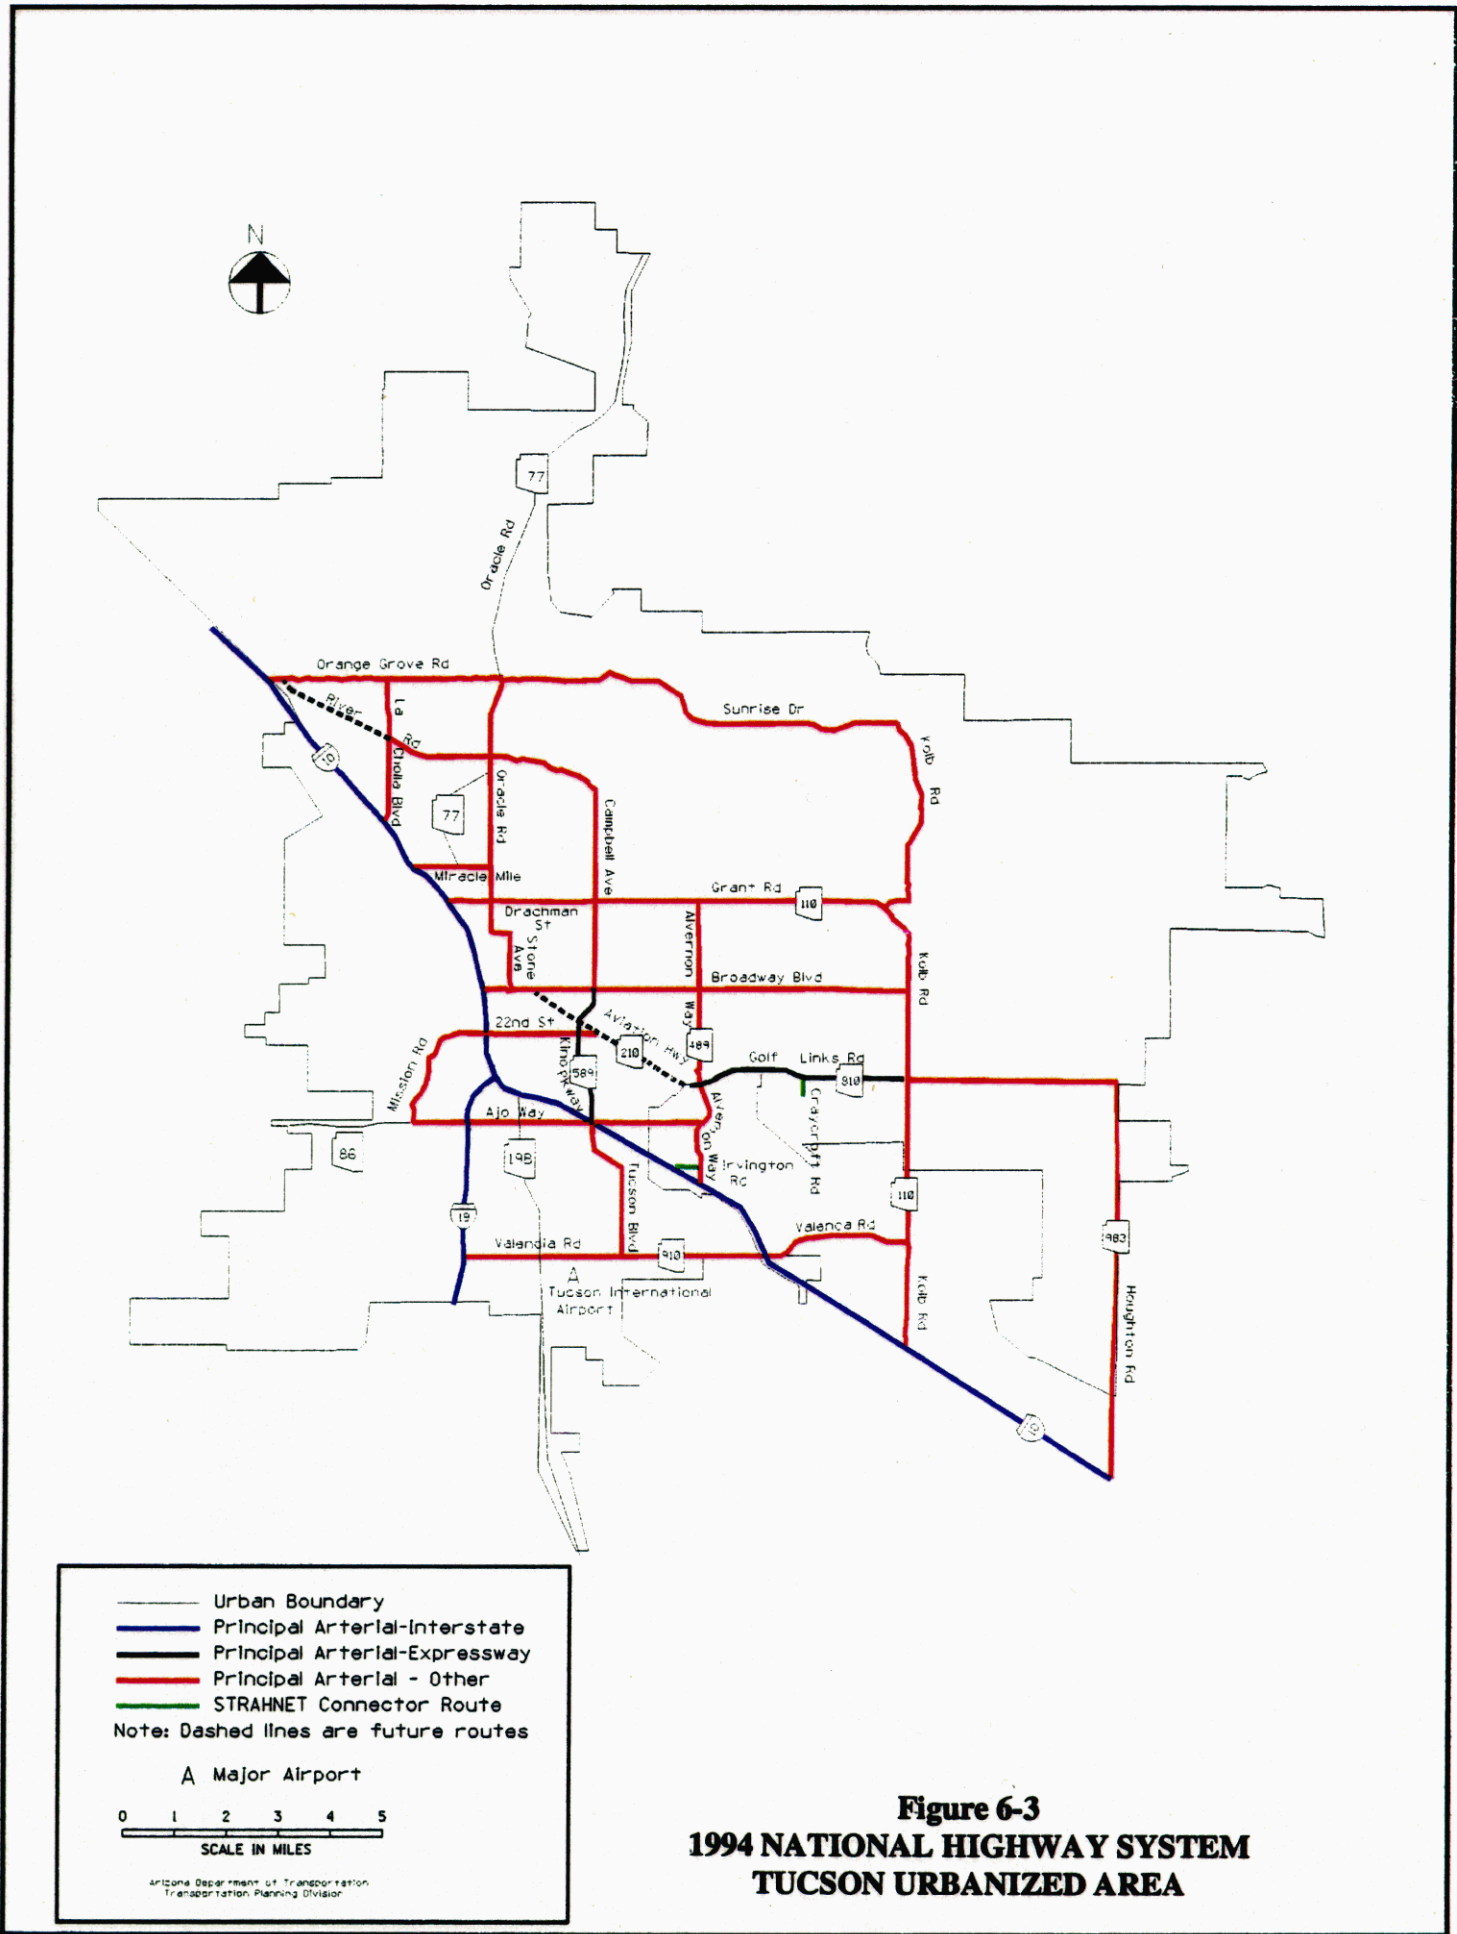 N
77
Oracle Rd
Orange Grove Rd
La
Cholla Blvd
River
Rd
Sunrise Dr
Kolb
Rd
10
77
Oracle Rd
Campbell Ave
Miracle Mile
Grant Rd
110
Drachman
St
Stone
Ave
Alvernon
Way
Broadway Blvd
Kolb Rd
22nd St
Aviation Hwy
210
489
Mission Rd
Kino Pkway
589
Golf
Links Rd
810
Ajo Way
Alvernon Way
Craycroft Rd
86
19B
Irvington
Rd
110
19
Tucson Blvd
Valencia Rd
910
Valenca Rd
983
A
Tucson International
Airport
Kolb Rd
Houghton Rd
10
Urban Boundary
Principal Arterial-Interstate
Principal Arterial-Expressway
Principal Arterial - Other
STRAHNET Connector Route
Note: Dashed lines are future routes
A Major Airport
0 1 2 3 4 5
SCALE IN MILES
Arizona Department of Transportation
Transportation Planning Division
Figure 6-3
1994 NATIONAL HIGHWAY SYSTEM
TUCSON URBANIZED AREA